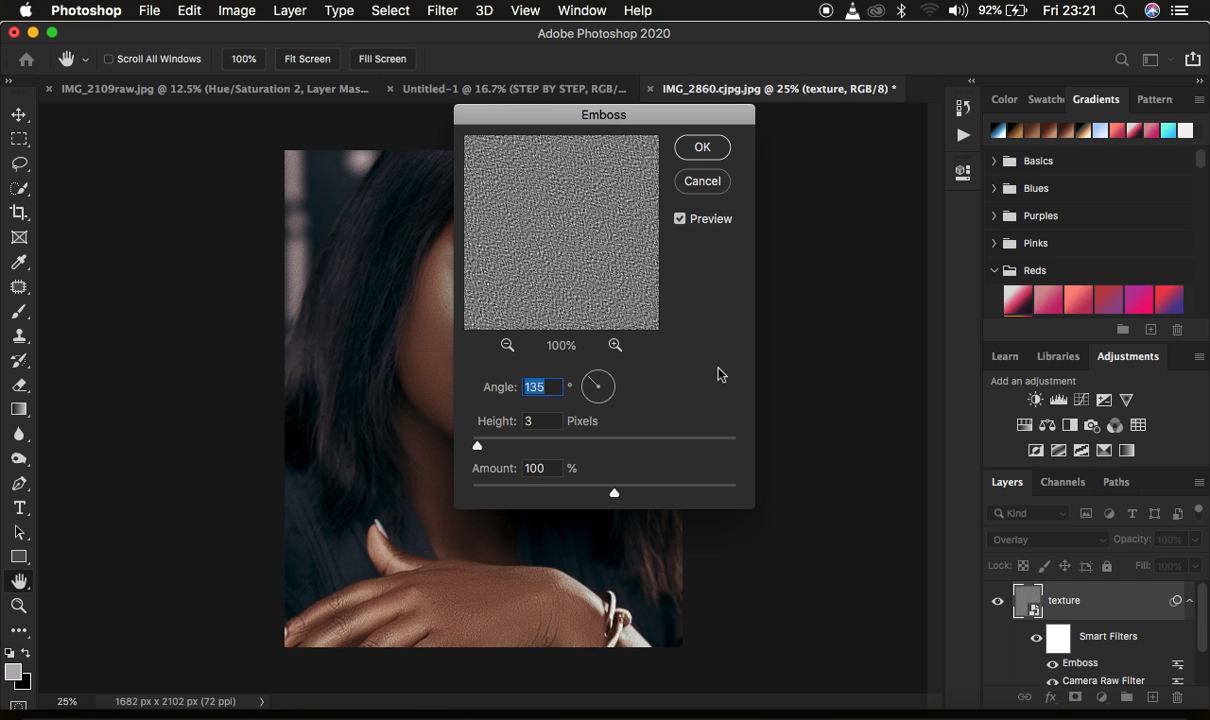 Photoshop File Edit Image Layer Type Select Filter 3D View Window Help 92% Fri 23:21
Adobe Photoshop 2020
Scroll All Windows 100% Fit Screen Fill Screen
IMG_2109raw.jpg @ 12.5% (Hue/Saturation 2, Layer Mas... Untitled-1 @ 16.7% (STEP BY STEP, RGB/... IMG_2860.cjpg.jpg @ 25% (texture, RGB/8) *
Emboss
OK
Cancel
Preview
100%
Angle: 135 °
Height: 3 Pixels
Amount: 100 %
Color Swatche Gradients Pattern
Basics
Blues
Purples
Pinks
Reds
Learn Libraries Adjustments
Add an adjustment
Layers Channels Paths
Kind
Overlay Opacity: 100%
Lock: Fill: 100%
texture
Smart Filters
Emboss
Camera Raw Filter
25% 1682 px x 2102 px (72 ppi)